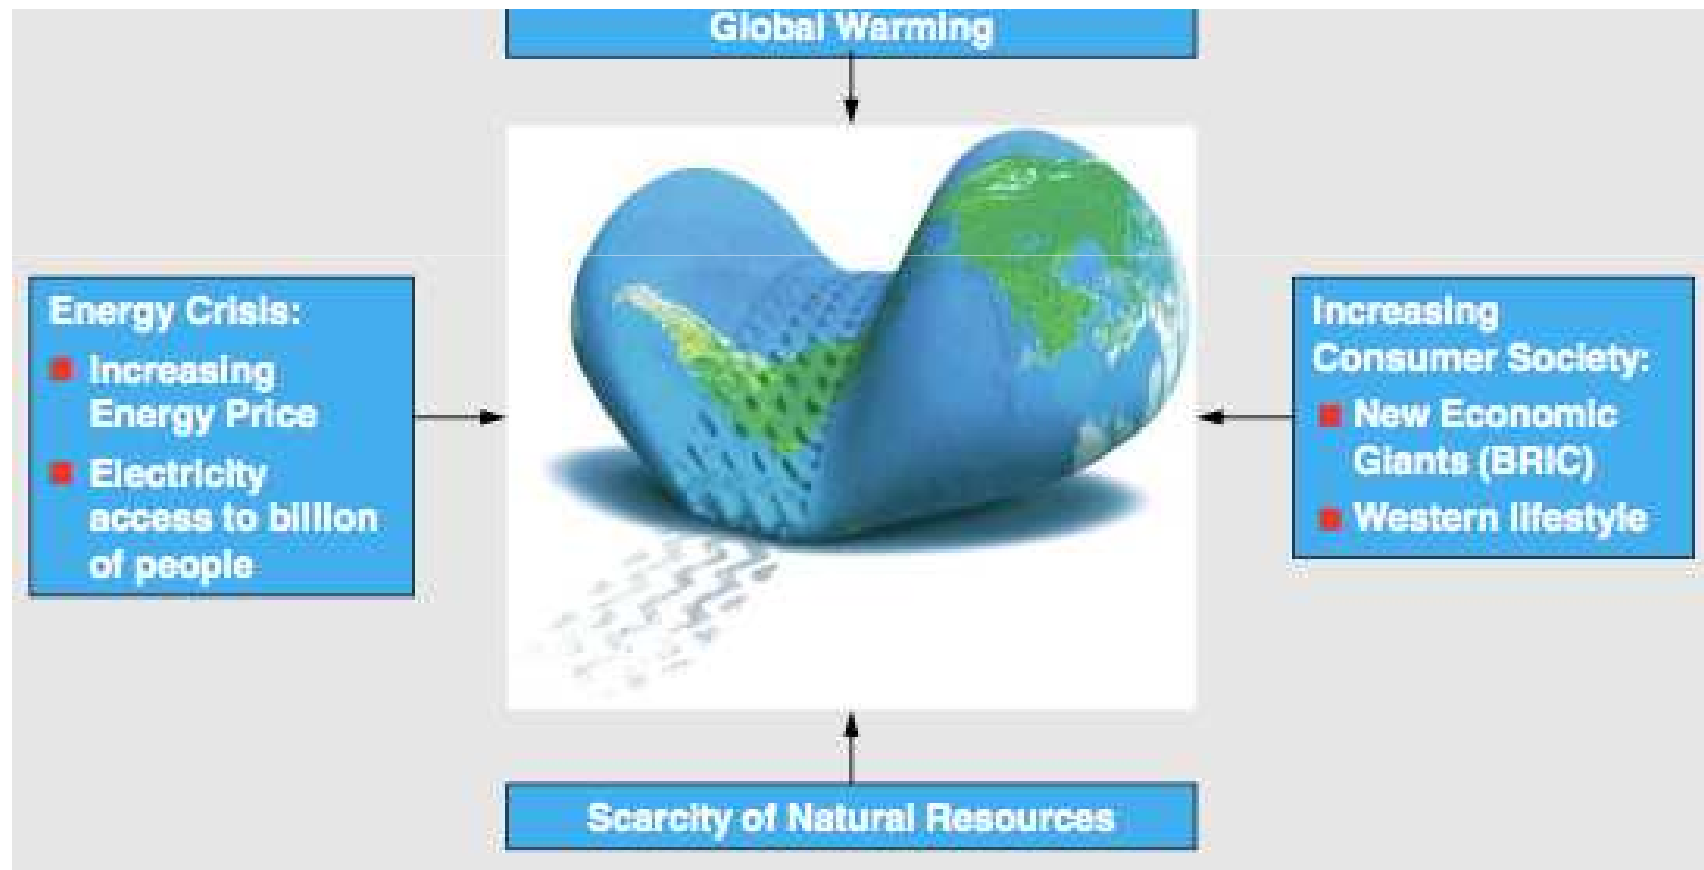 Global Warming
Energy Crisis:
Increasing
Energy Price
Electricity
access to billion
of people
Increasing
Consumer Society:
New Economic
Giants (BRIC)
Western lifestyle
Scarcity of Natural Resources